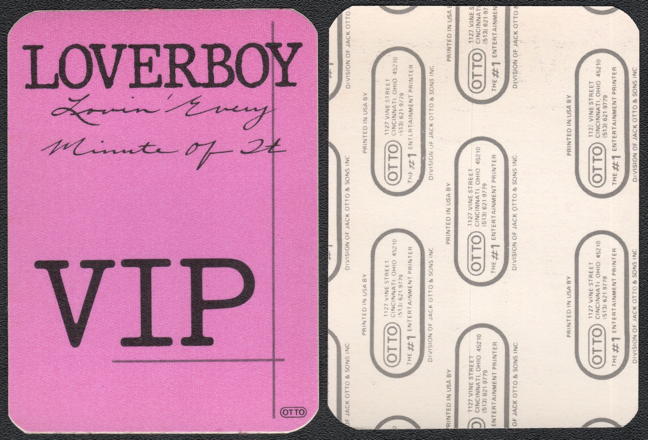 LOVERBOY
Lovin' Every
Minute of It
VIP
OTTO
PRINTED IN USA BY
OTTO
1127 VINE STREET
CINCINNATI, OHIO 45210
(513) 621-9779
THE #1 ENTERTAINMENT PRINTER
DIVISION OF JACK OTTO & SONS INC